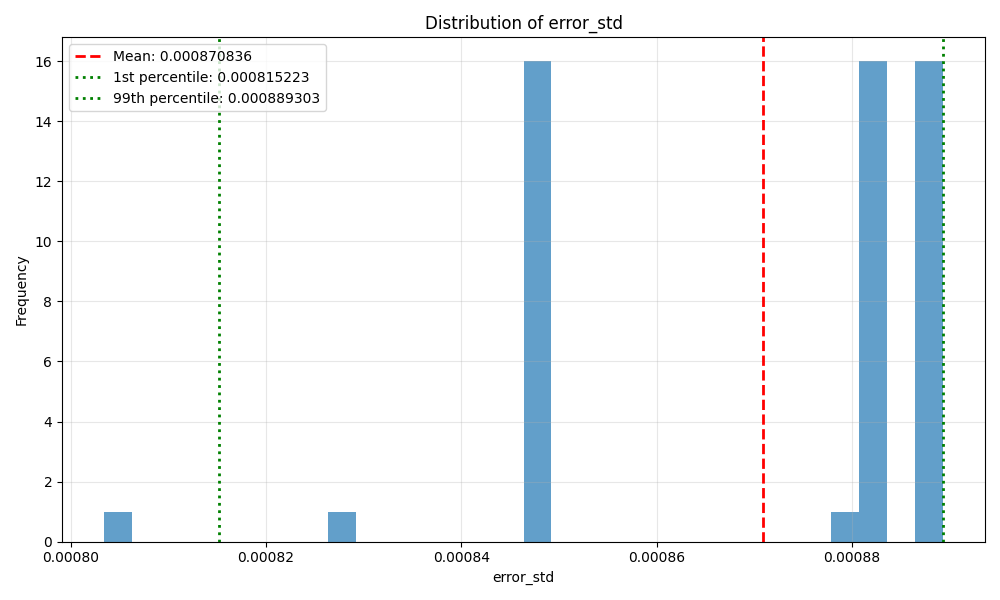 Distribution of error_std
Mean: 0.000870836
1st percentile: 0.000815223
99th percentile: 0.000889303
16
14
12
10
8
6
4
2
0
Frequency
0.00080
0.00082
0.00084
0.00086
0.00088
error_std